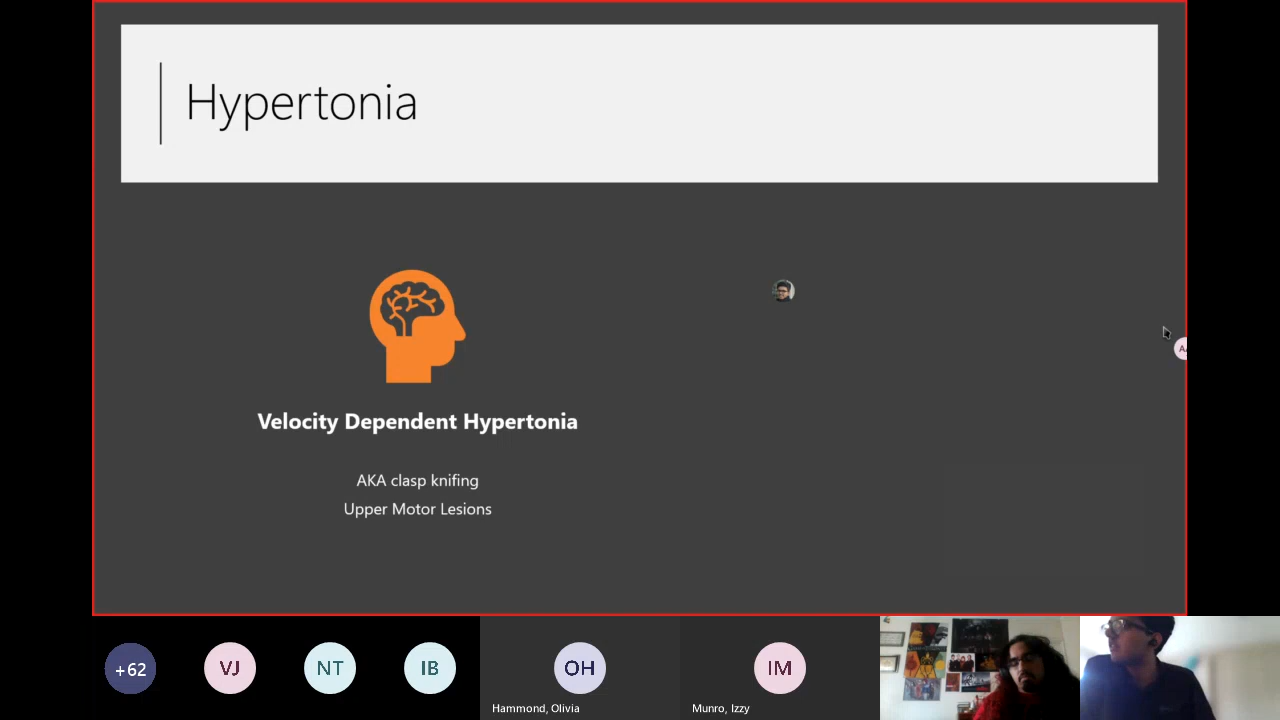 Hypertonia
Velocity Dependent Hypertonia
AKA clasp knifing
Upper Motor Lesions
+62
VJ
NT
IB
OH
IM
Hammond, Olivia
Munro, Izzy